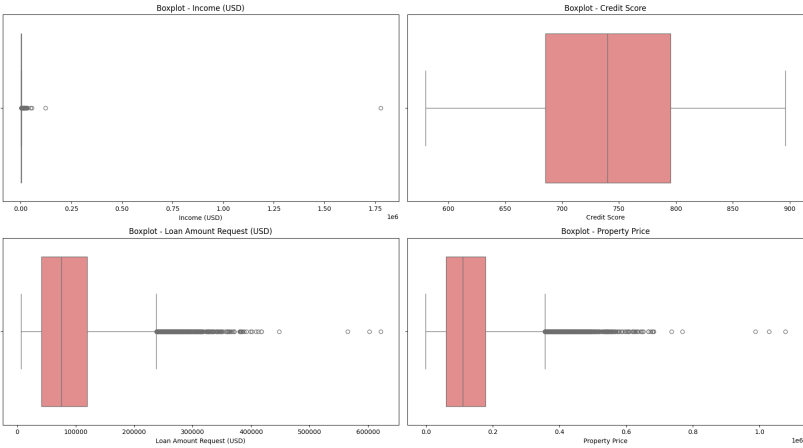 Boxplot - Income (USD)
0.00 0.25 0.50 0.75 1.00 1.25 1.50 1.75
1e6
Income (USD)
Boxplot - Credit Score
600 650 700 750 800 850 900
Credit Score
Boxplot - Loan Amount Request (USD)
0 100000 200000 300000 400000 500000 600000
Loan Amount Request (USD)
Boxplot - Property Price
0.0 0.2 0.4 0.6 0.8 1.0
1e6
Property Price